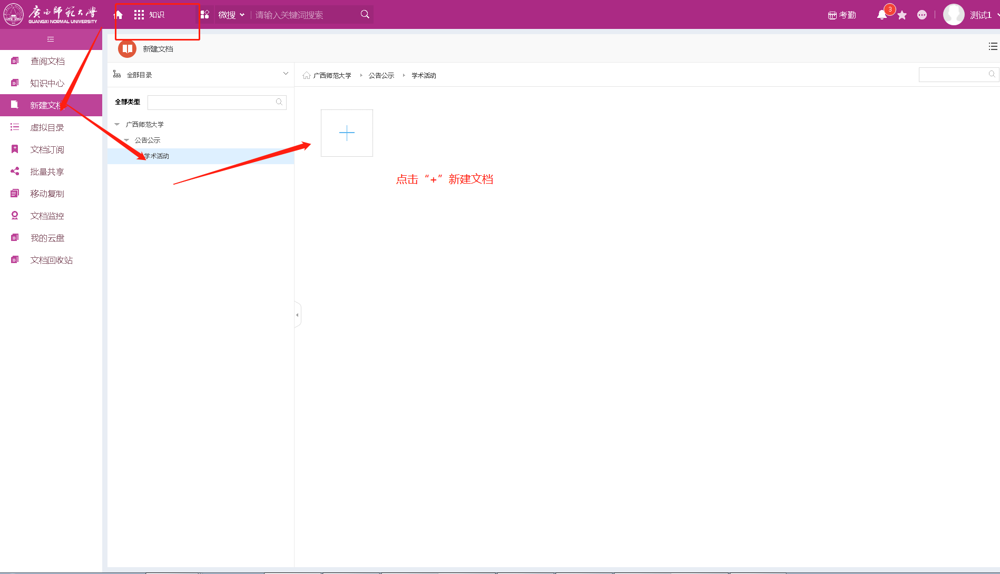 广西师范大学
GUANGXI NORMAL UNIVERSITY
知识
微搜
请输入关键词搜索
考勤
3
测试1
查阅文档
知识中心
新建文档
虚拟目录
文档订阅
批量共享
移动复制
文档监控
我的云盘
文档回收站
新建文档
全部目录
全部类型
广西师范大学
公告公示
学术活动
广西师范大学
公告公示
学术活动
点击“+”新建文档